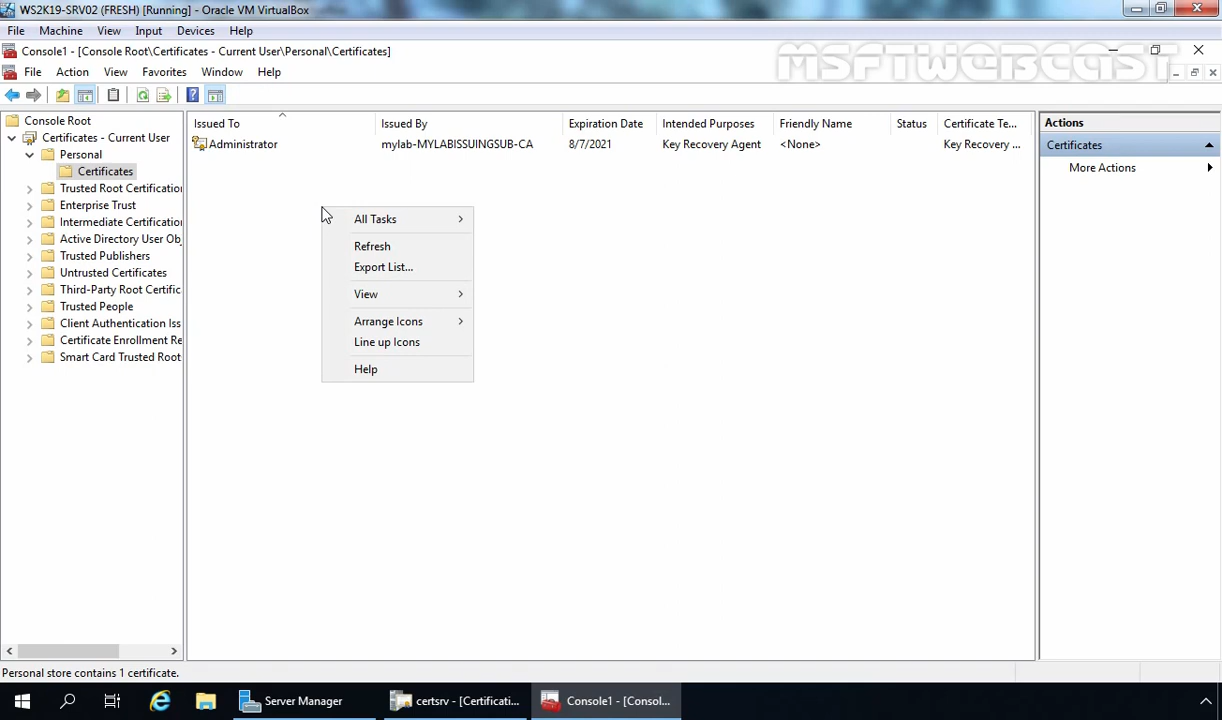 WS2K19-SRV02 (FRESH) [Running] - Oracle VM VirtualBox
File Machine View Input Devices Help
Console1 - [Console Root\Certificates - Current User\Personal\Certificates]
MSFTWEBCAST
File Action View Favorites Window Help
Console Root
Certificates - Current User
Personal
Certificates
Trusted Root Certification
Enterprise Trust
Intermediate Certification
Active Directory User Obj
Trusted Publishers
Untrusted Certificates
Third-Party Root Certific
Trusted People
Client Authentication Iss
Certificate Enrollment Re
Smart Card Trusted Root
Issued To Issued By Expiration Date Intended Purposes Friendly Name Status Certificate Te...
Administrator mylab-MYLABISSUINGSUB-CA 8/7/2021 Key Recovery Agent <None> Key Recovery ...
All Tasks
Refresh
Export List...
View
Arrange Icons
Line up Icons
Help
Actions
Certificates
More Actions
Personal store contains 1 certificate.
Server Manager certsrv - [Certificati... Console1 - [Consol...